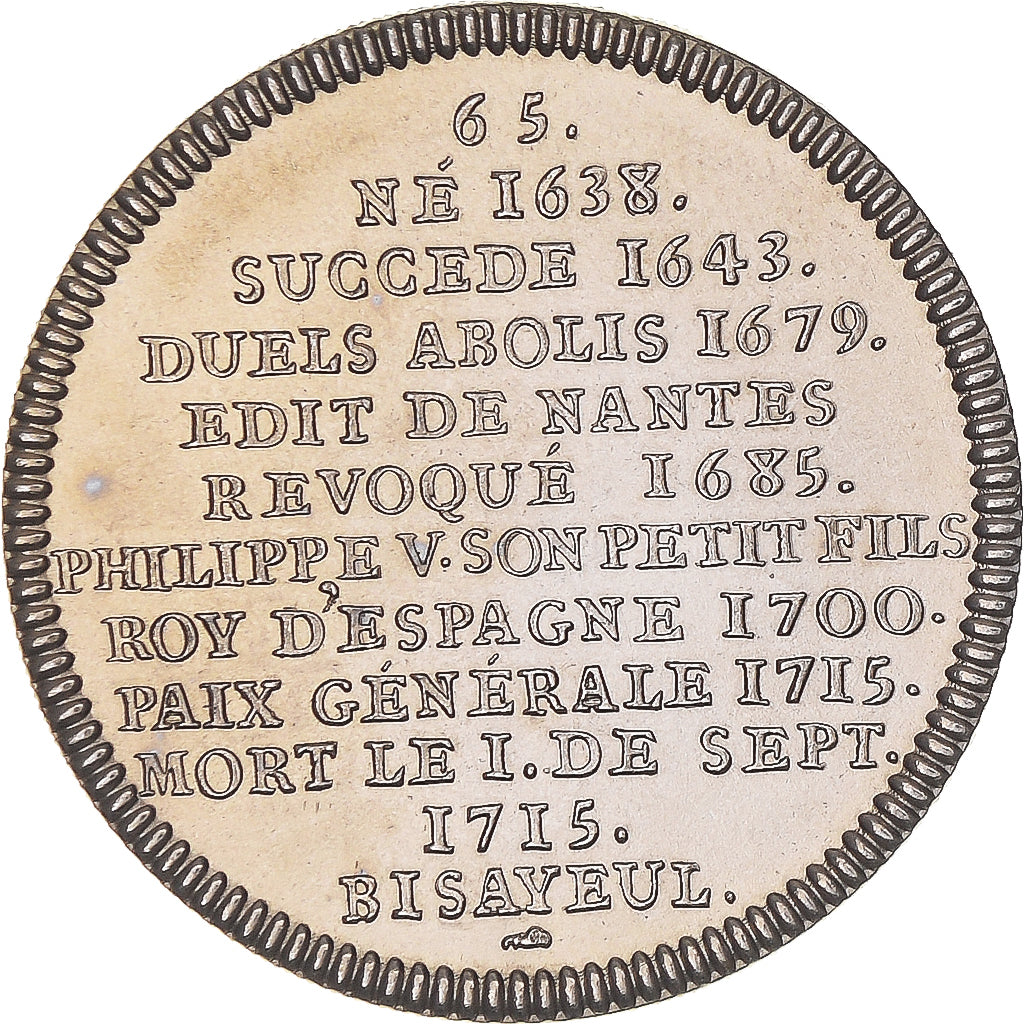 65.
NÉ 1638.
SUCCEDE 1643.
DUELS ABOLIS 1679.
EDIT DE NANTES
REVOQUÉ 1685.
PHILIPPE V. SON PETIT FILS
ROY D'ESPAGNE 1700.
PAIX GÉNÉRALE 1715.
MORT LE I. DE SEPT.
1715.
BISAYEUL.